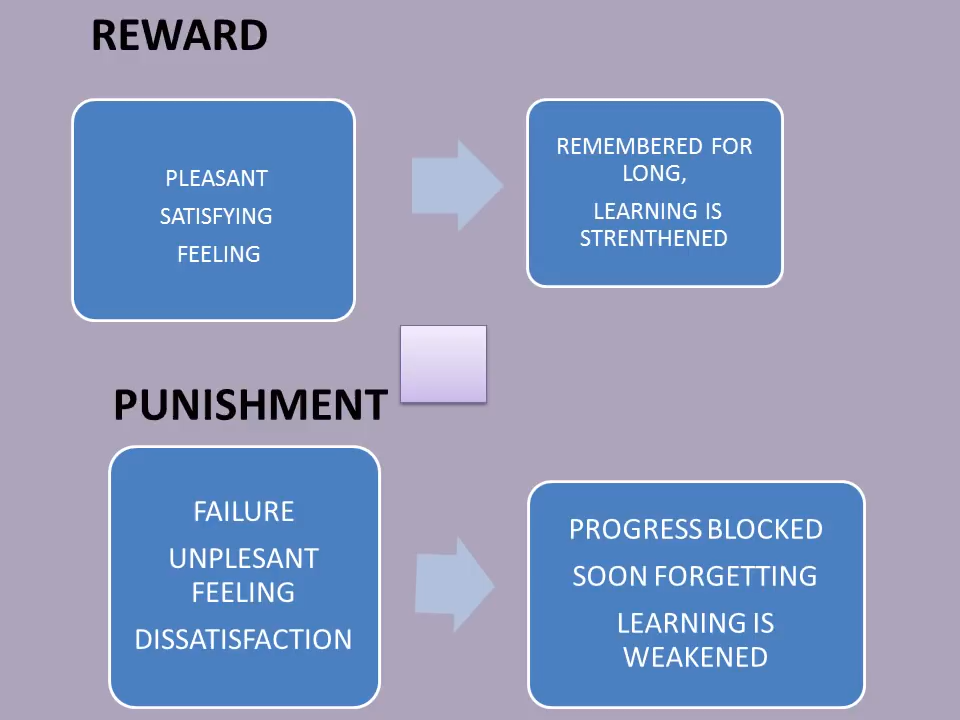 REWARD
PLEASANT
SATISFYING
FEELING
REMEMBERED FOR
LONG,
LEARNING IS
STRENTHENED
PUNISHMENT
FAILURE
UNPLESANT
FEELING
DISSATISFACTION
PROGRESS BLOCKED
SOON FORGETTING
LEARNING IS
WEAKENED